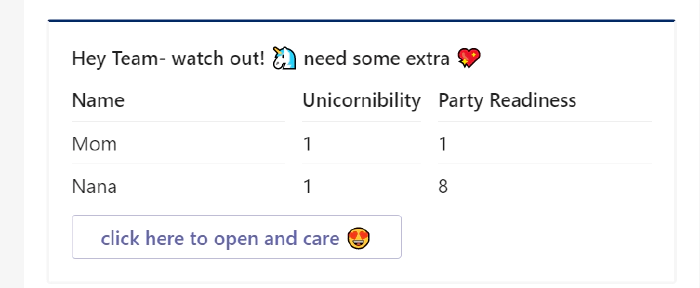 Hey Team- watch out! 🦄 need some extra 💖
Name Unicornibility Party Readiness
Mom 1 1
Nana 1 8
click here to open and care 😍